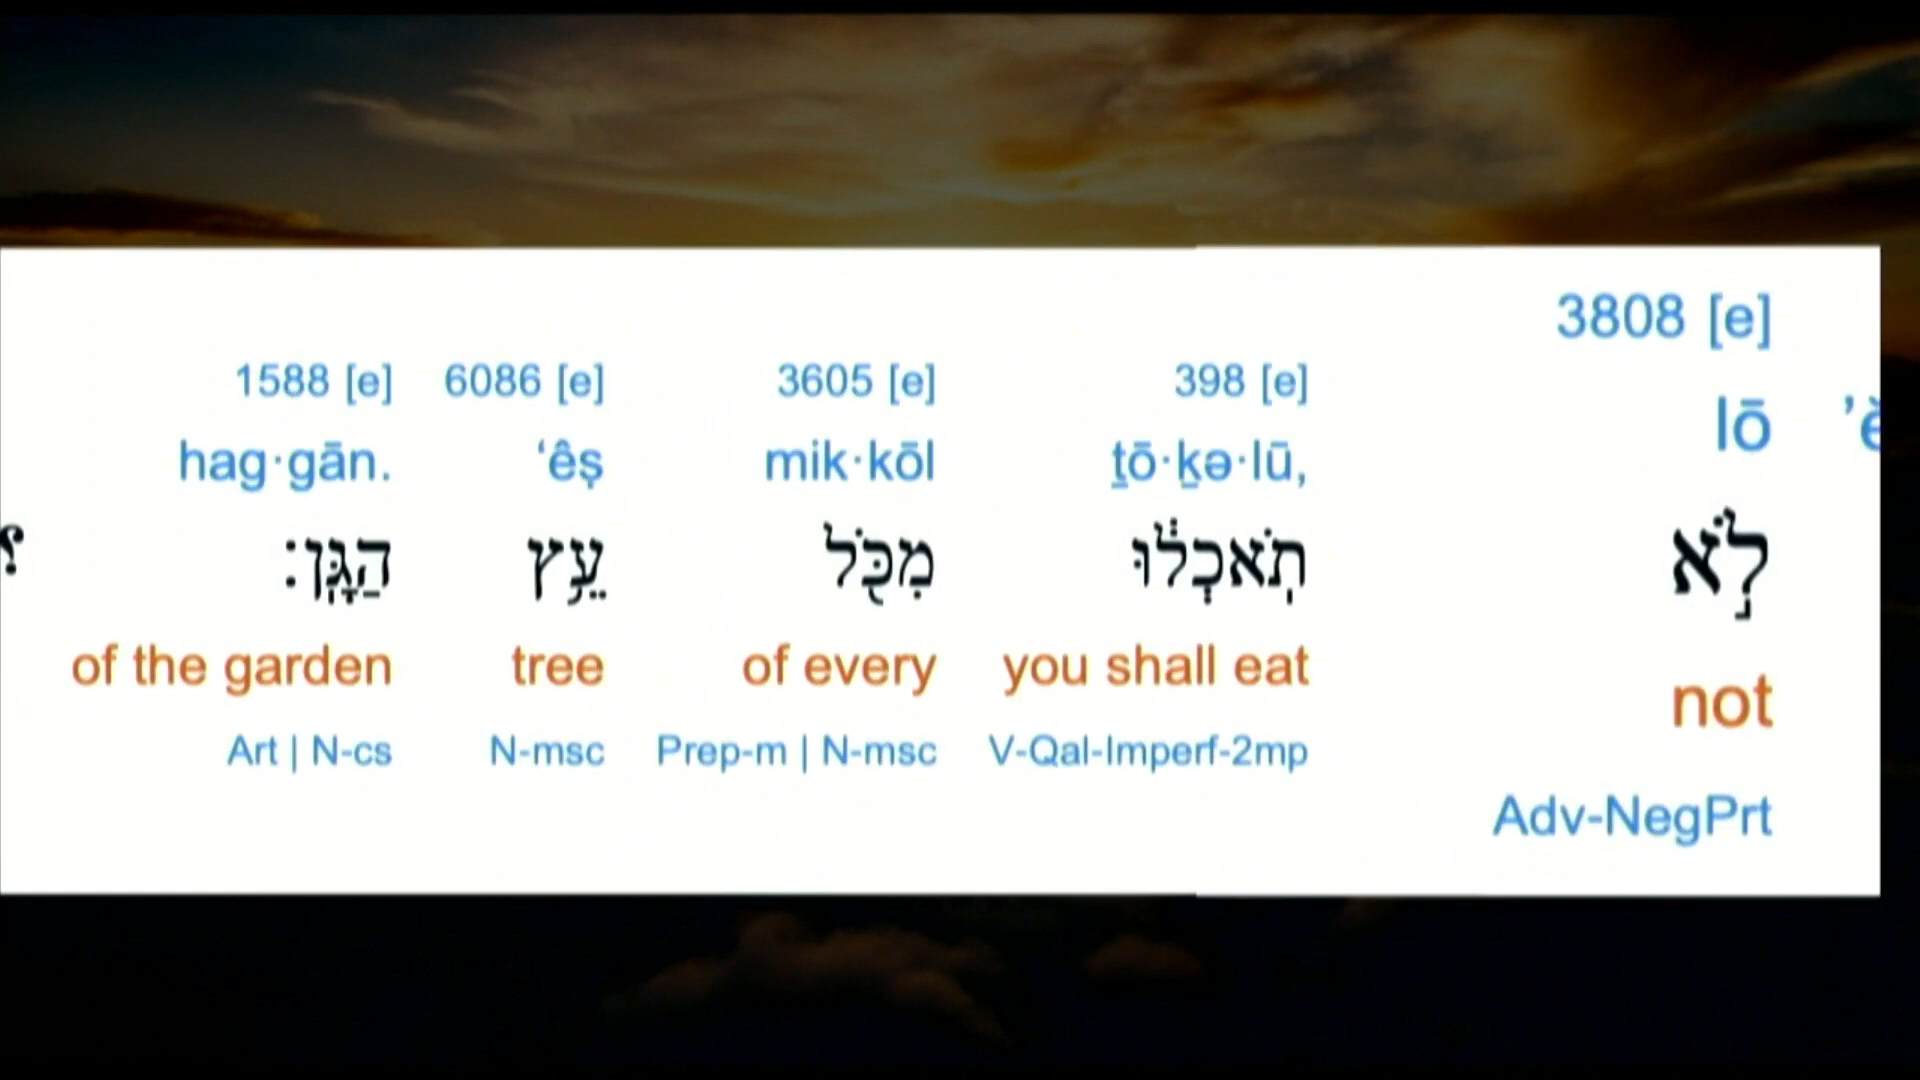 3808 [e]
1588 [e] 6086 [e] 3605 [e] 398 [e]
lō
hag·gān. ‘êṣ mik·kōl ṯō·ḵə·lū,
לֹ֣א תֹֽאכְל֔וּ מִכֹּ֖ל עֵ֥ץ הַגָּֽן׃ ؟
of the garden tree of every you shall eat
not
Art | N-cs N-msc Prep-m | N-msc V-Qal-Imperf-2mp
Adv-NegPrt